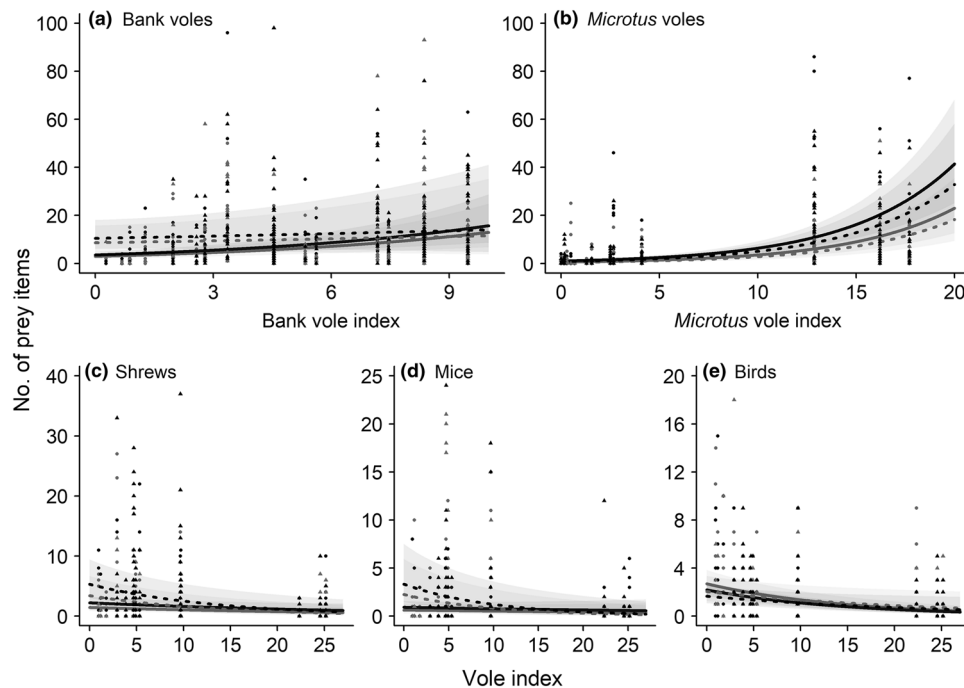 (a) Bank voles
(b) Microtus voles
100
80
60
40
20
0
0 3 6 9
Bank vole index
100
80
60
40
20
0
0 5 10 15 20
Microtus vole index
No. of prey items
(c) Shrews
(d) Mice
(e) Birds
40
30
20
10
0
0 5 10 15 20 25
25
20
15
10
5
0
0 5 10 15 20 25
20
16
12
8
4
0
0 5 10 15 20 25
Vole index